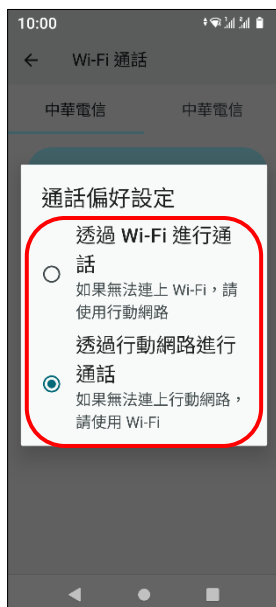 10:00
Wi-Fi 通話
中華電信 中華電信
通話偏好設定
透過 Wi-Fi 進行通
話
如果無法連上 Wi-Fi，請
使用行動網路
透過行動網路進行
通話
如果無法連上行動網路，
請使用 Wi-Fi